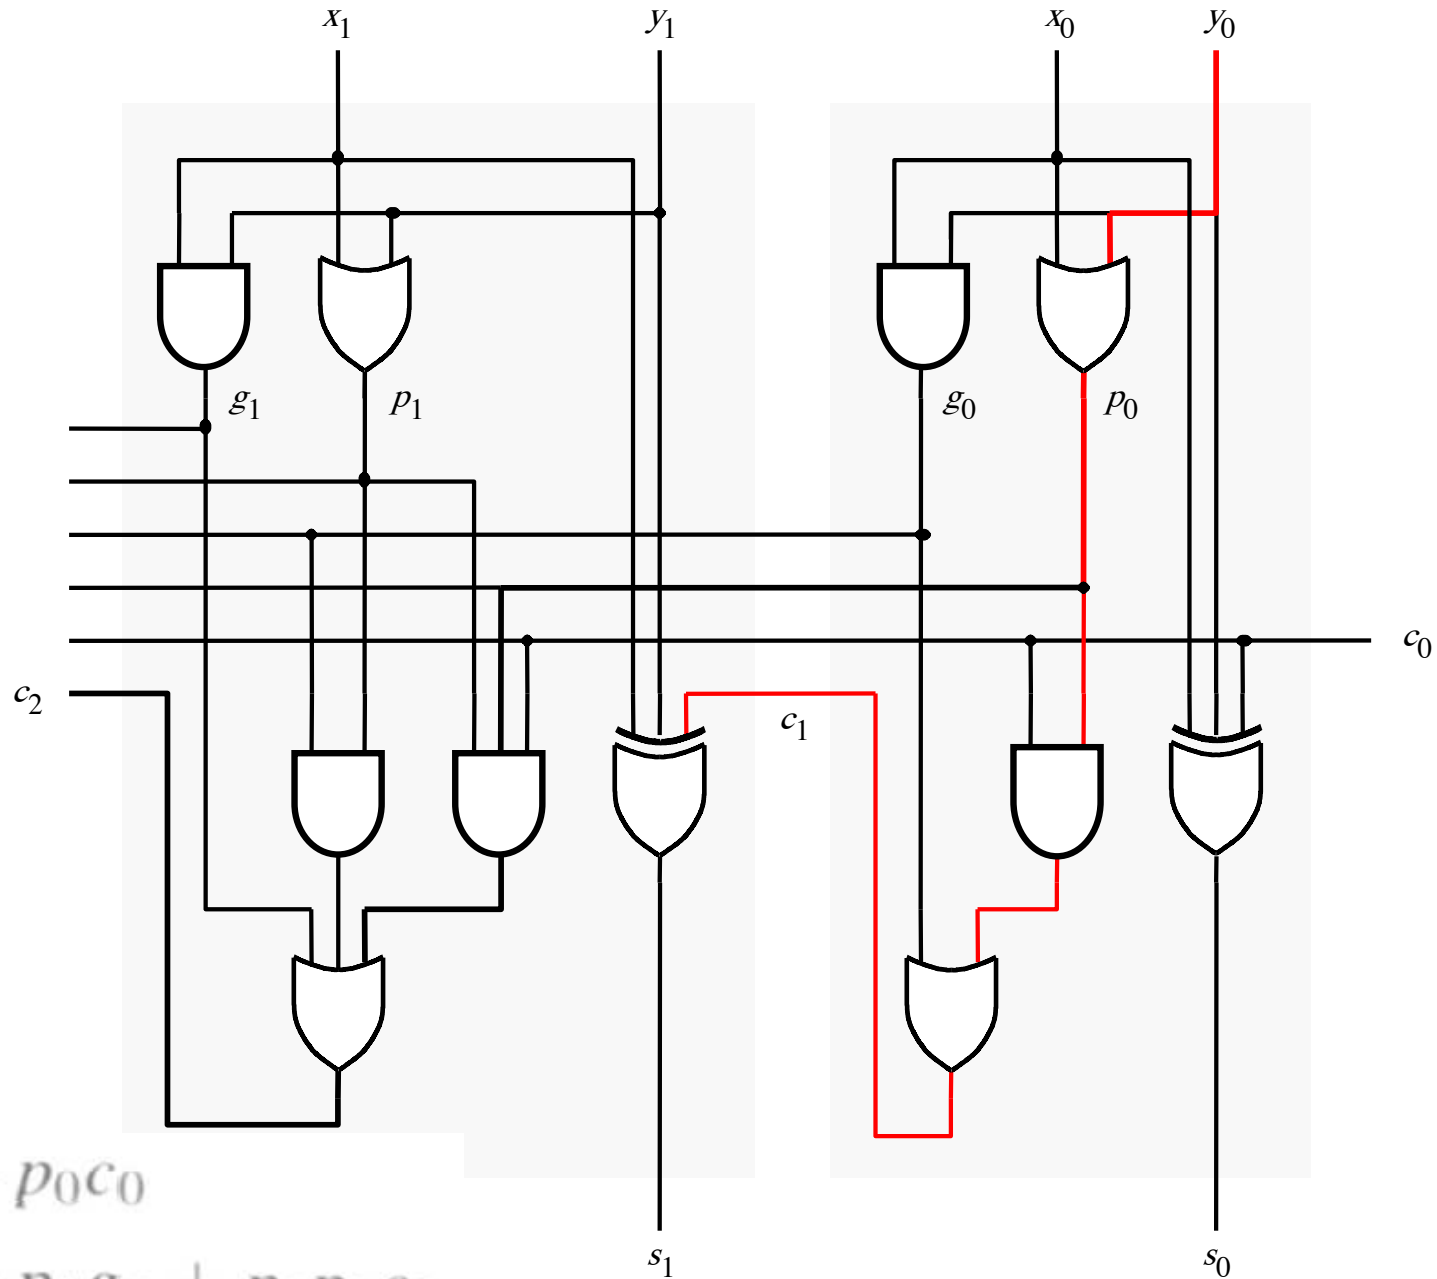 x₁ y₁ x₀ y₀
g₁ p₁ g₀ p₀
c₀
c₂ c₁
p₀c₀
s₁ s₀